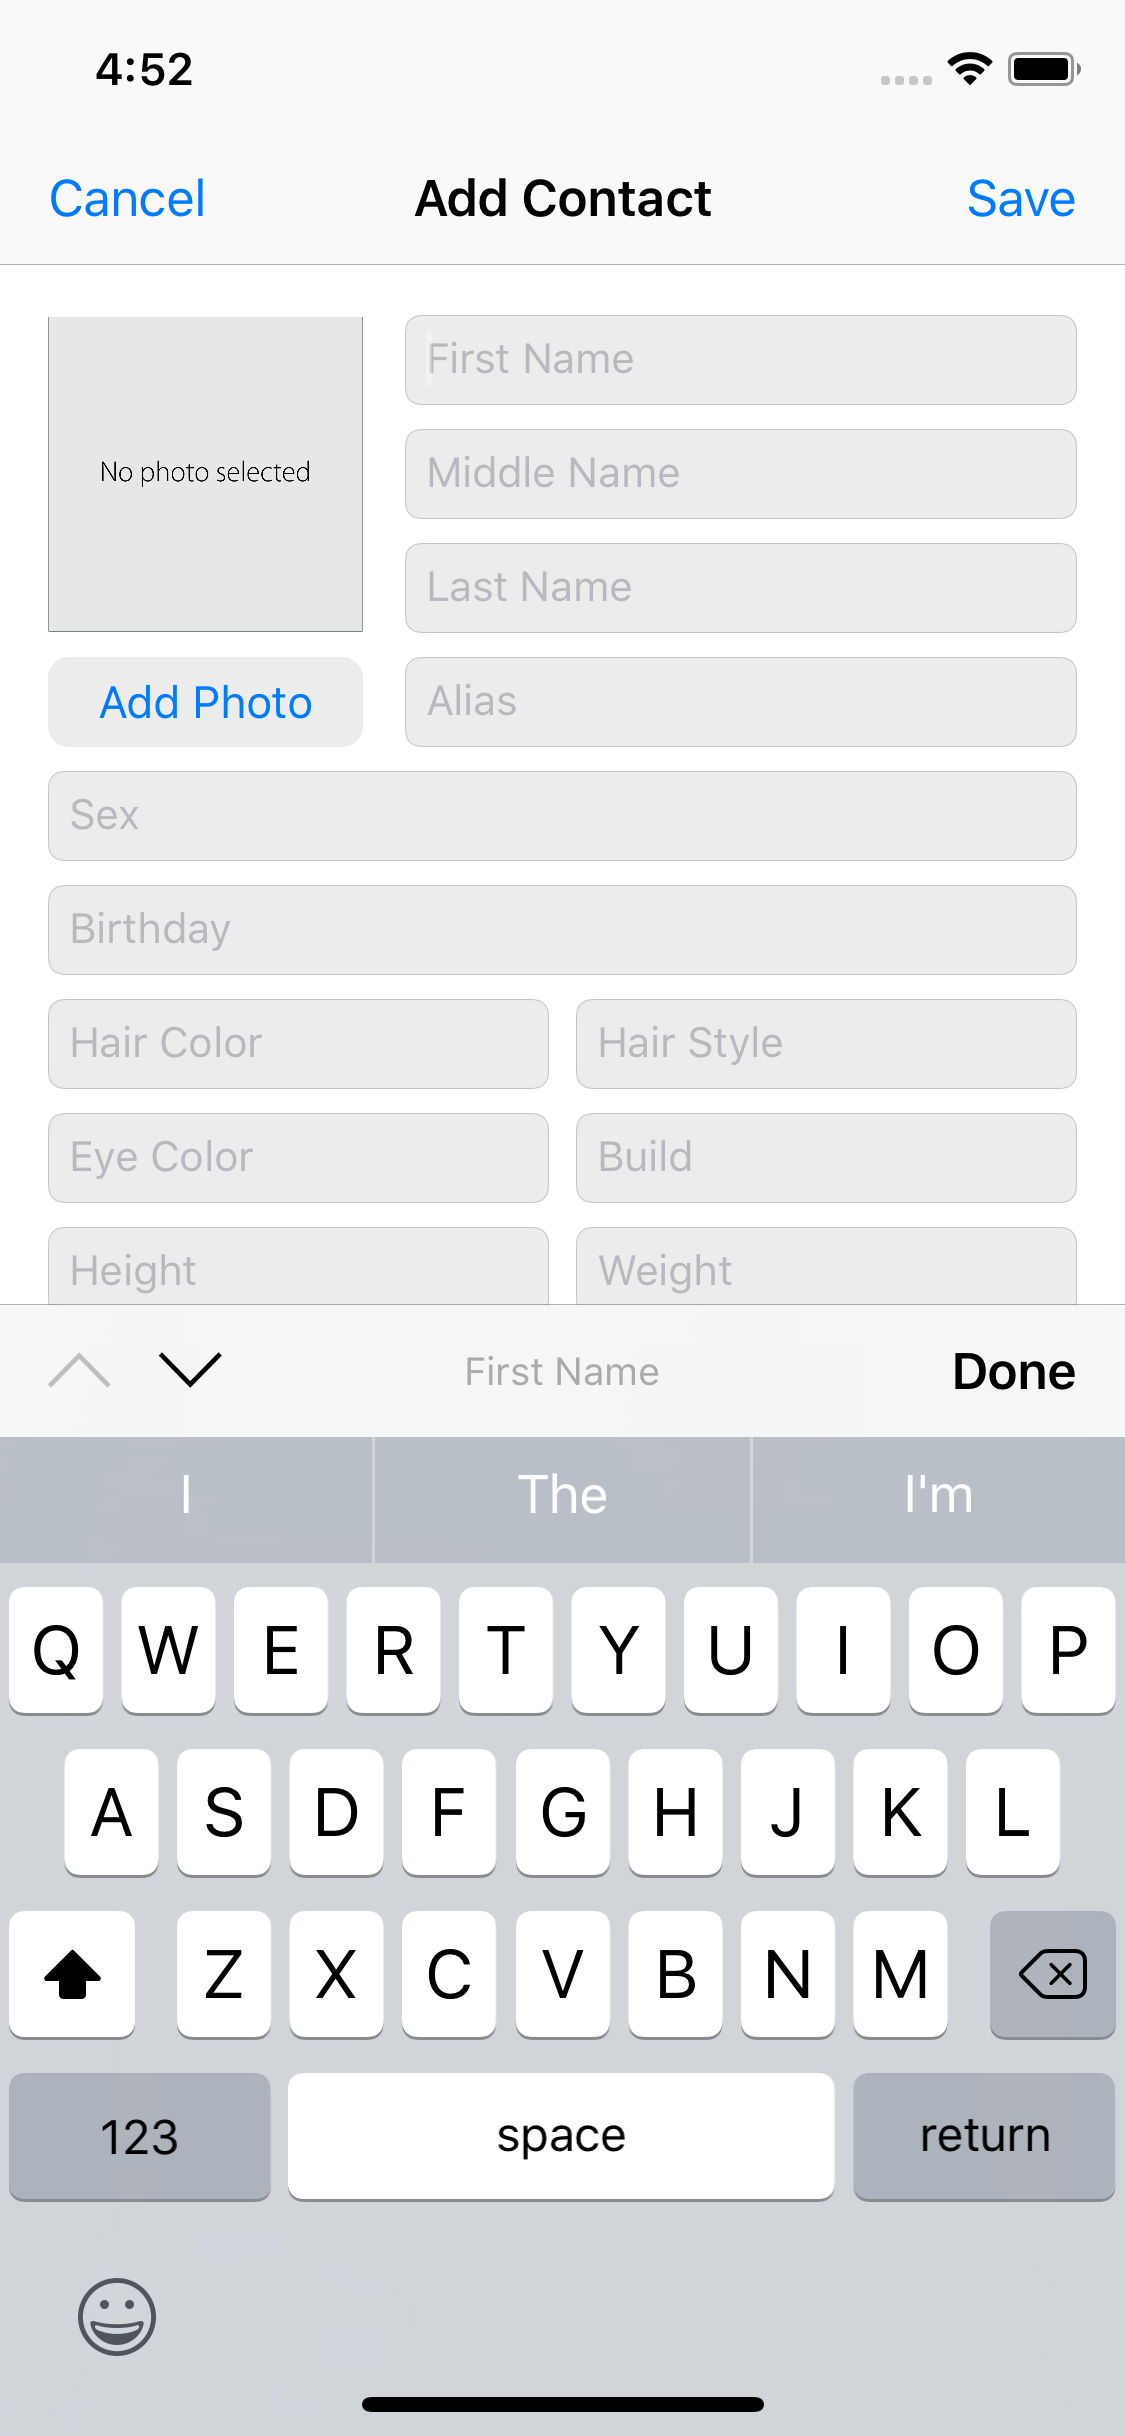 4:52
Cancel Add Contact Save
No photo selected
First Name
Middle Name
Last Name
Add Photo
Alias
Sex
Birthday
Hair Color Hair Style
Eye Color Build
Height Weight
First Name Done
I The I'm
Q W E R T Y U I O P
A S D F G H J K L
Z X C V B N M
123 space return